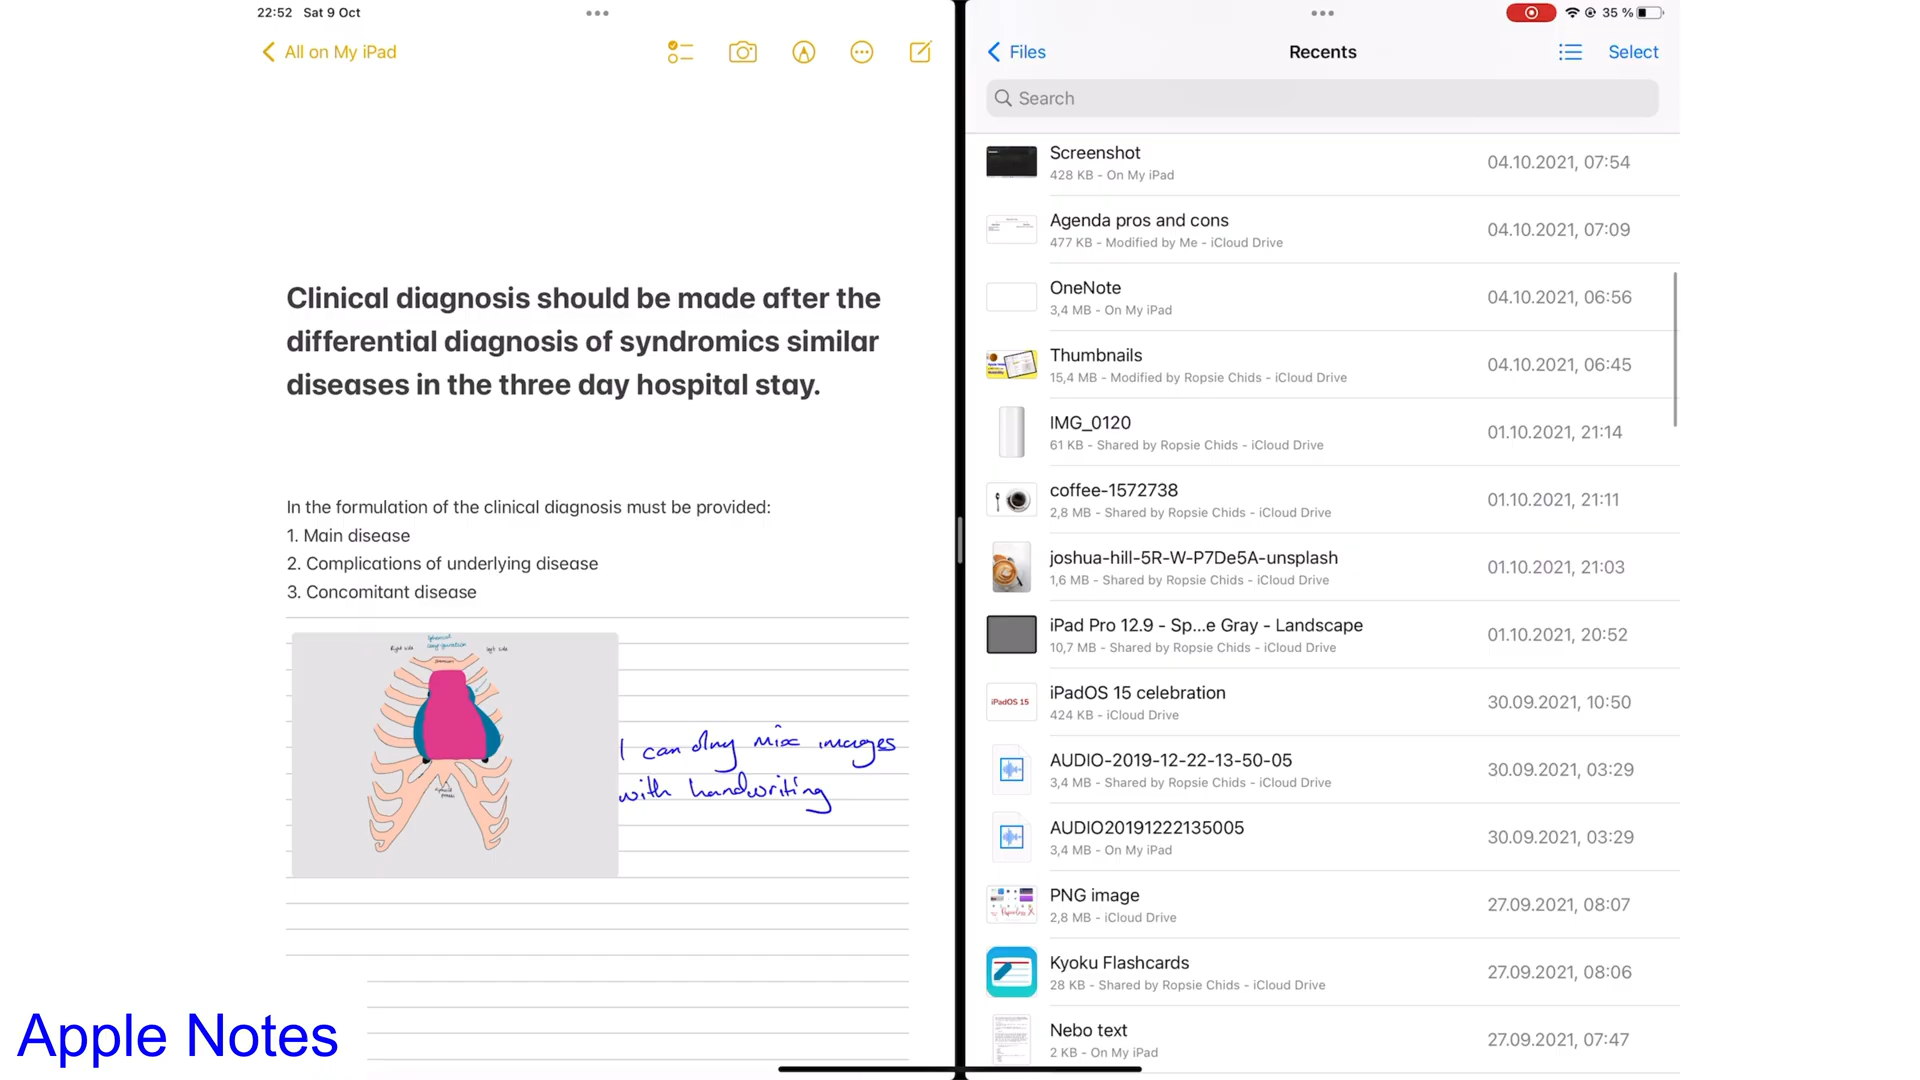 22:52 Sat 9 Oct
35 %
All on My iPad
Clinical diagnosis should be made after the
differential diagnosis of syndromics similar
diseases in the three day hospital stay.
In the formulation of the clinical diagnosis must be provided:
1. Main disease
2. Complications of underlying disease
3. Concomitant disease
Right side
left side
I can
mix images
with handwriting
Apple Notes
Files
Recents
Select
Search
Screenshot
428 KB - On My iPad
04.10.2021, 07:54
Agenda pros and cons
477 KB - Modified by Me - iCloud Drive
04.10.2021, 07:09
OneNote
3,4 MB - On My iPad
04.10.2021, 06:56
Thumbnails
15,4 MB - Modified by Ropsie Chids - iCloud Drive
04.10.2021, 06:45
IMG_0120
61 KB - Shared by Ropsie Chids - iCloud Drive
01.10.2021, 21:14
coffee-1572738
2,8 MB - Shared by Ropsie Chids - iCloud Drive
01.10.2021, 21:11
joshua-hill-5R-W-P7De5A-unsplash
1,6 MB - Shared by Ropsie Chids - iCloud Drive
01.10.2021, 21:03
iPad Pro 12.9 - Sp...e Gray - Landscape
10,7 MB - Shared by Ropsie Chids - iCloud Drive
01.10.2021, 20:52
iPadOS 15
iPadOS 15 celebration
424 KB - iCloud Drive
30.09.2021, 10:50
AUDIO-2019-12-22-13-50-05
3,4 MB - Shared by Ropsie Chids - iCloud Drive
30.09.2021, 03:29
AUDIO20191222135005
3,4 MB - On My iPad
30.09.2021, 03:29
PNG image
2,8 MB - iCloud Drive
27.09.2021, 08:07
Kyoku Flashcards
28 KB - Shared by Ropsie Chids - iCloud Drive
27.09.2021, 08:06
Nebo text
2 KB - On My iPad
27.09.2021, 07:47